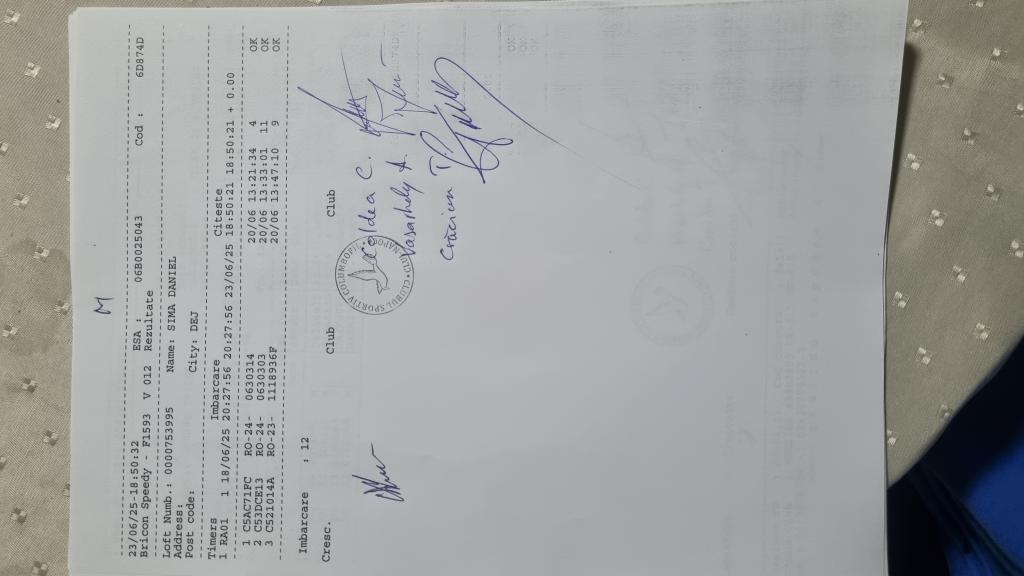 M
23/06/25-18:50:32 ESA : 06B0025043 Cod : 6D874D
Bricon Speedy - F1593 V 012 Rezultate
Loft Numb.: 0000753995 Name: SIMA DANIEL
Address:
Post code: City: DEJ
Timers Imbarcare Citeste
1 RA01 1 18/06/25 20:27:56 20:27:56 23/06/25 18:50:21 18:50:21 + 0.00
1 C5AC71FC RO-24- 0630314 20/06 13:21:34 4 OK
2 C53DCE13 RO-24- 0630303 20/06 13:33:01 11 OK
3 C521014A RO-23- 1118936F 20/06 13:47:10 9 OK
Imbarcare : 12
Cresc. Club Club
Idea C.
Vasarhely A.
CLUBUL SPORTIV COLUMBOFIL